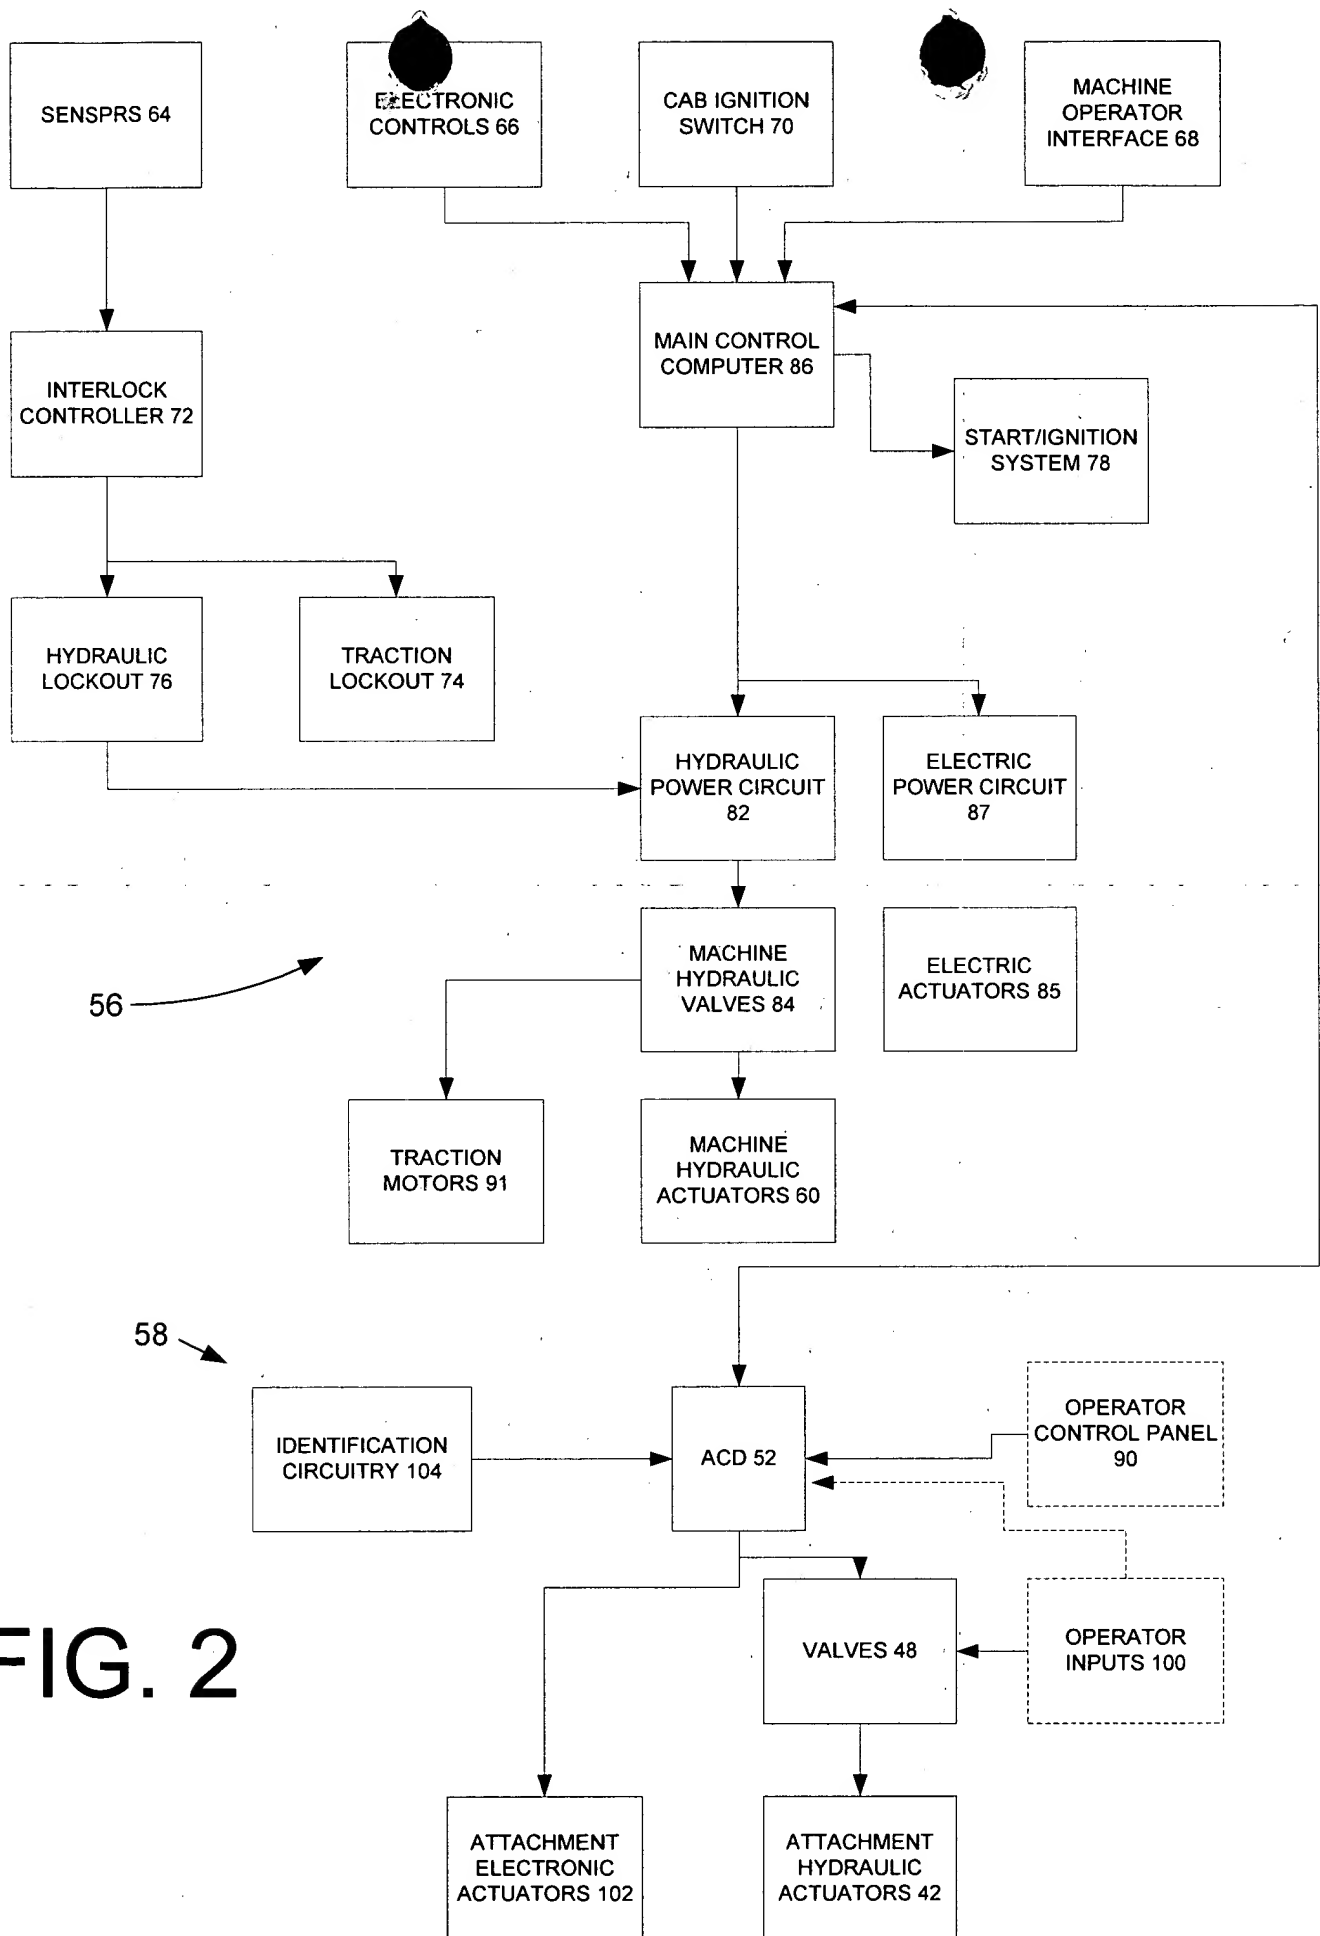 SENSPRS 64
ELECTRONIC
CONTROLS 66
CAB IGNITION
SWITCH 70
MACHINE
OPERATOR
INTERFACE 68
INTERLOCK
CONTROLLER 72
MAIN CONTROL
COMPUTER 86
START/IGNITION
SYSTEM 78
HYDRAULIC
LOCKOUT 76
TRACTION
LOCKOUT 74
HYDRAULIC
POWER CIRCUIT
82
ELECTRIC
POWER CIRCUIT
87
56
MACHINE
HYDRAULIC
VALVES 84
ELECTRIC
ACTUATORS 85
TRACTION
MOTORS 91
MACHINE
HYDRAULIC
ACTUATORS 60
58
IDENTIFICATION
CIRCUITRY 104
ACD 52
OPERATOR
CONTROL PANEL
90
VALVES 48
OPERATOR
INPUTS 100
FIG. 2
ATTACHMENT
ELECTRONIC
ACTUATORS 102
ATTACHMENT
HYDRAULIC
ACTUATORS 42